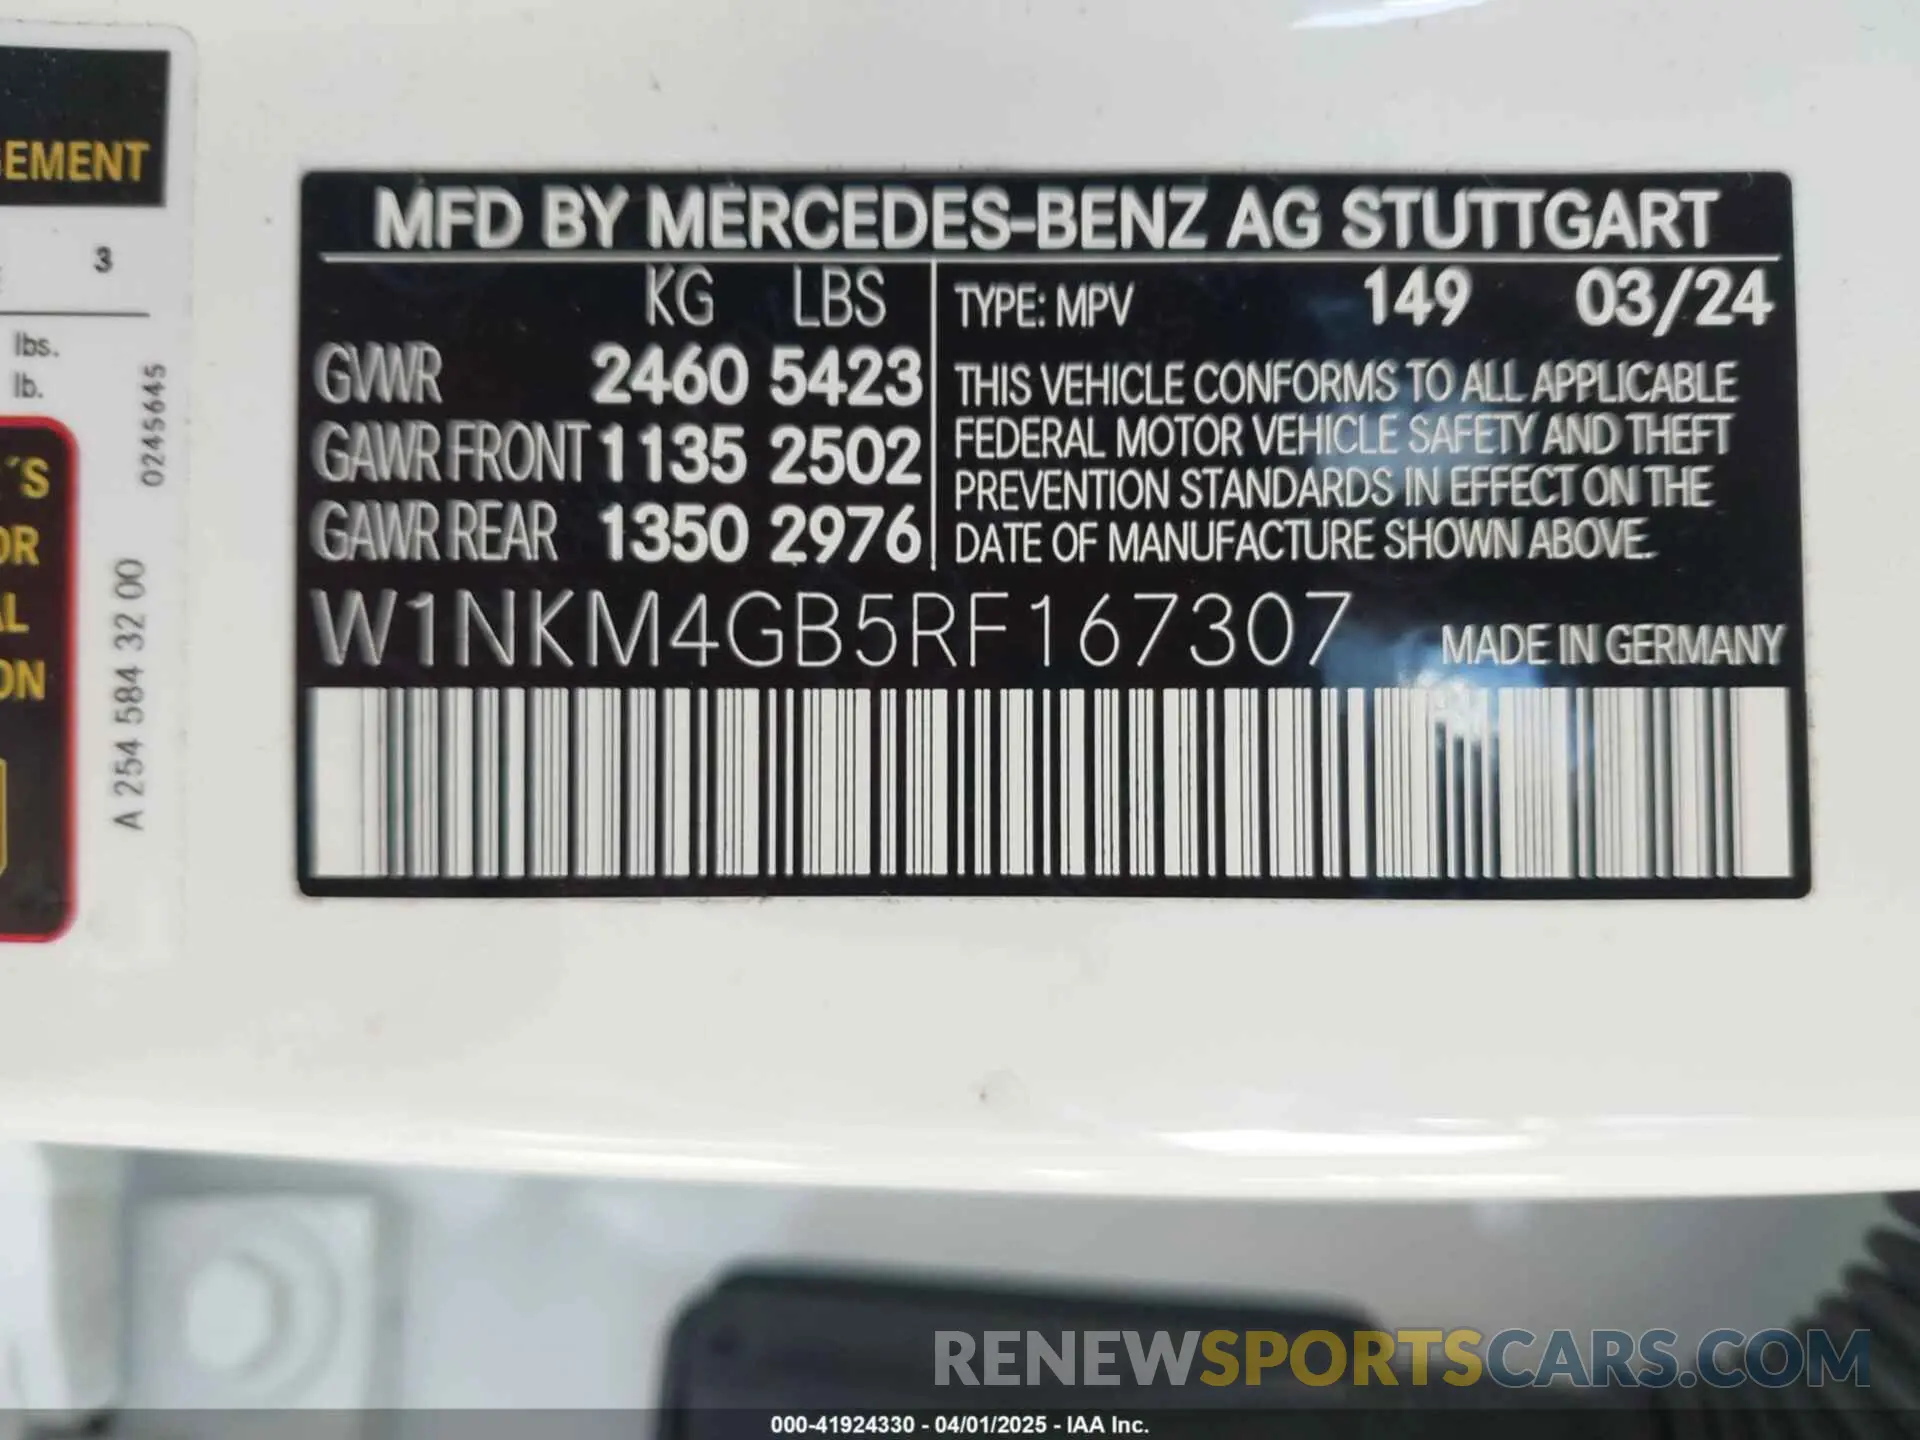 EMENT
3
lbs.
lb.
0245645
A 254 584 32 00
´S
OR
AL
ON
MFD BY MERCEDES-BENZ AG STUTTGART
KG LBS
GVWR 2460 5423
GAWR FRONT 1135 2502
GAWR REAR 1350 2976
TYPE: MPV 149 03/24
THIS VEHICLE CONFORMS TO ALL APPLICABLE
FEDERAL MOTOR VEHICLE SAFETY AND THEFT
PREVENTION STANDARDS IN EFFECT ON THE
DATE OF MANUFACTURE SHOWN ABOVE.
W1NKM4GB5RF167307 MADE IN GERMANY
RENEWSPORTSCARS.COM
000-41924330 - 04/01/2025 - IAA Inc.